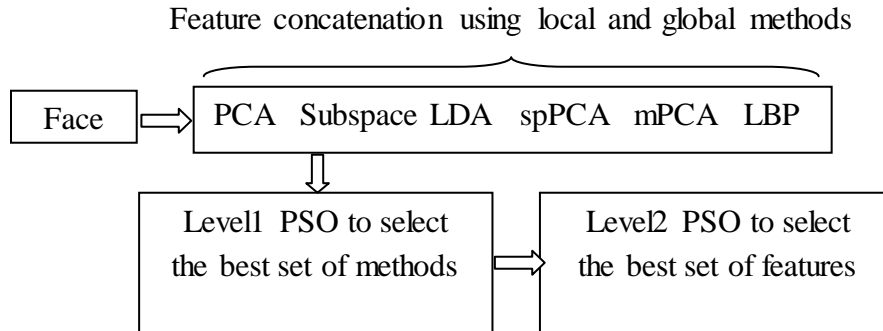 Feature concatenation using local and global methods
Face
PCA Subspace LDA spPCA mPCA LBP
Level1 PSO to select
the best set of methods
Level2 PSO to select
the best set of features